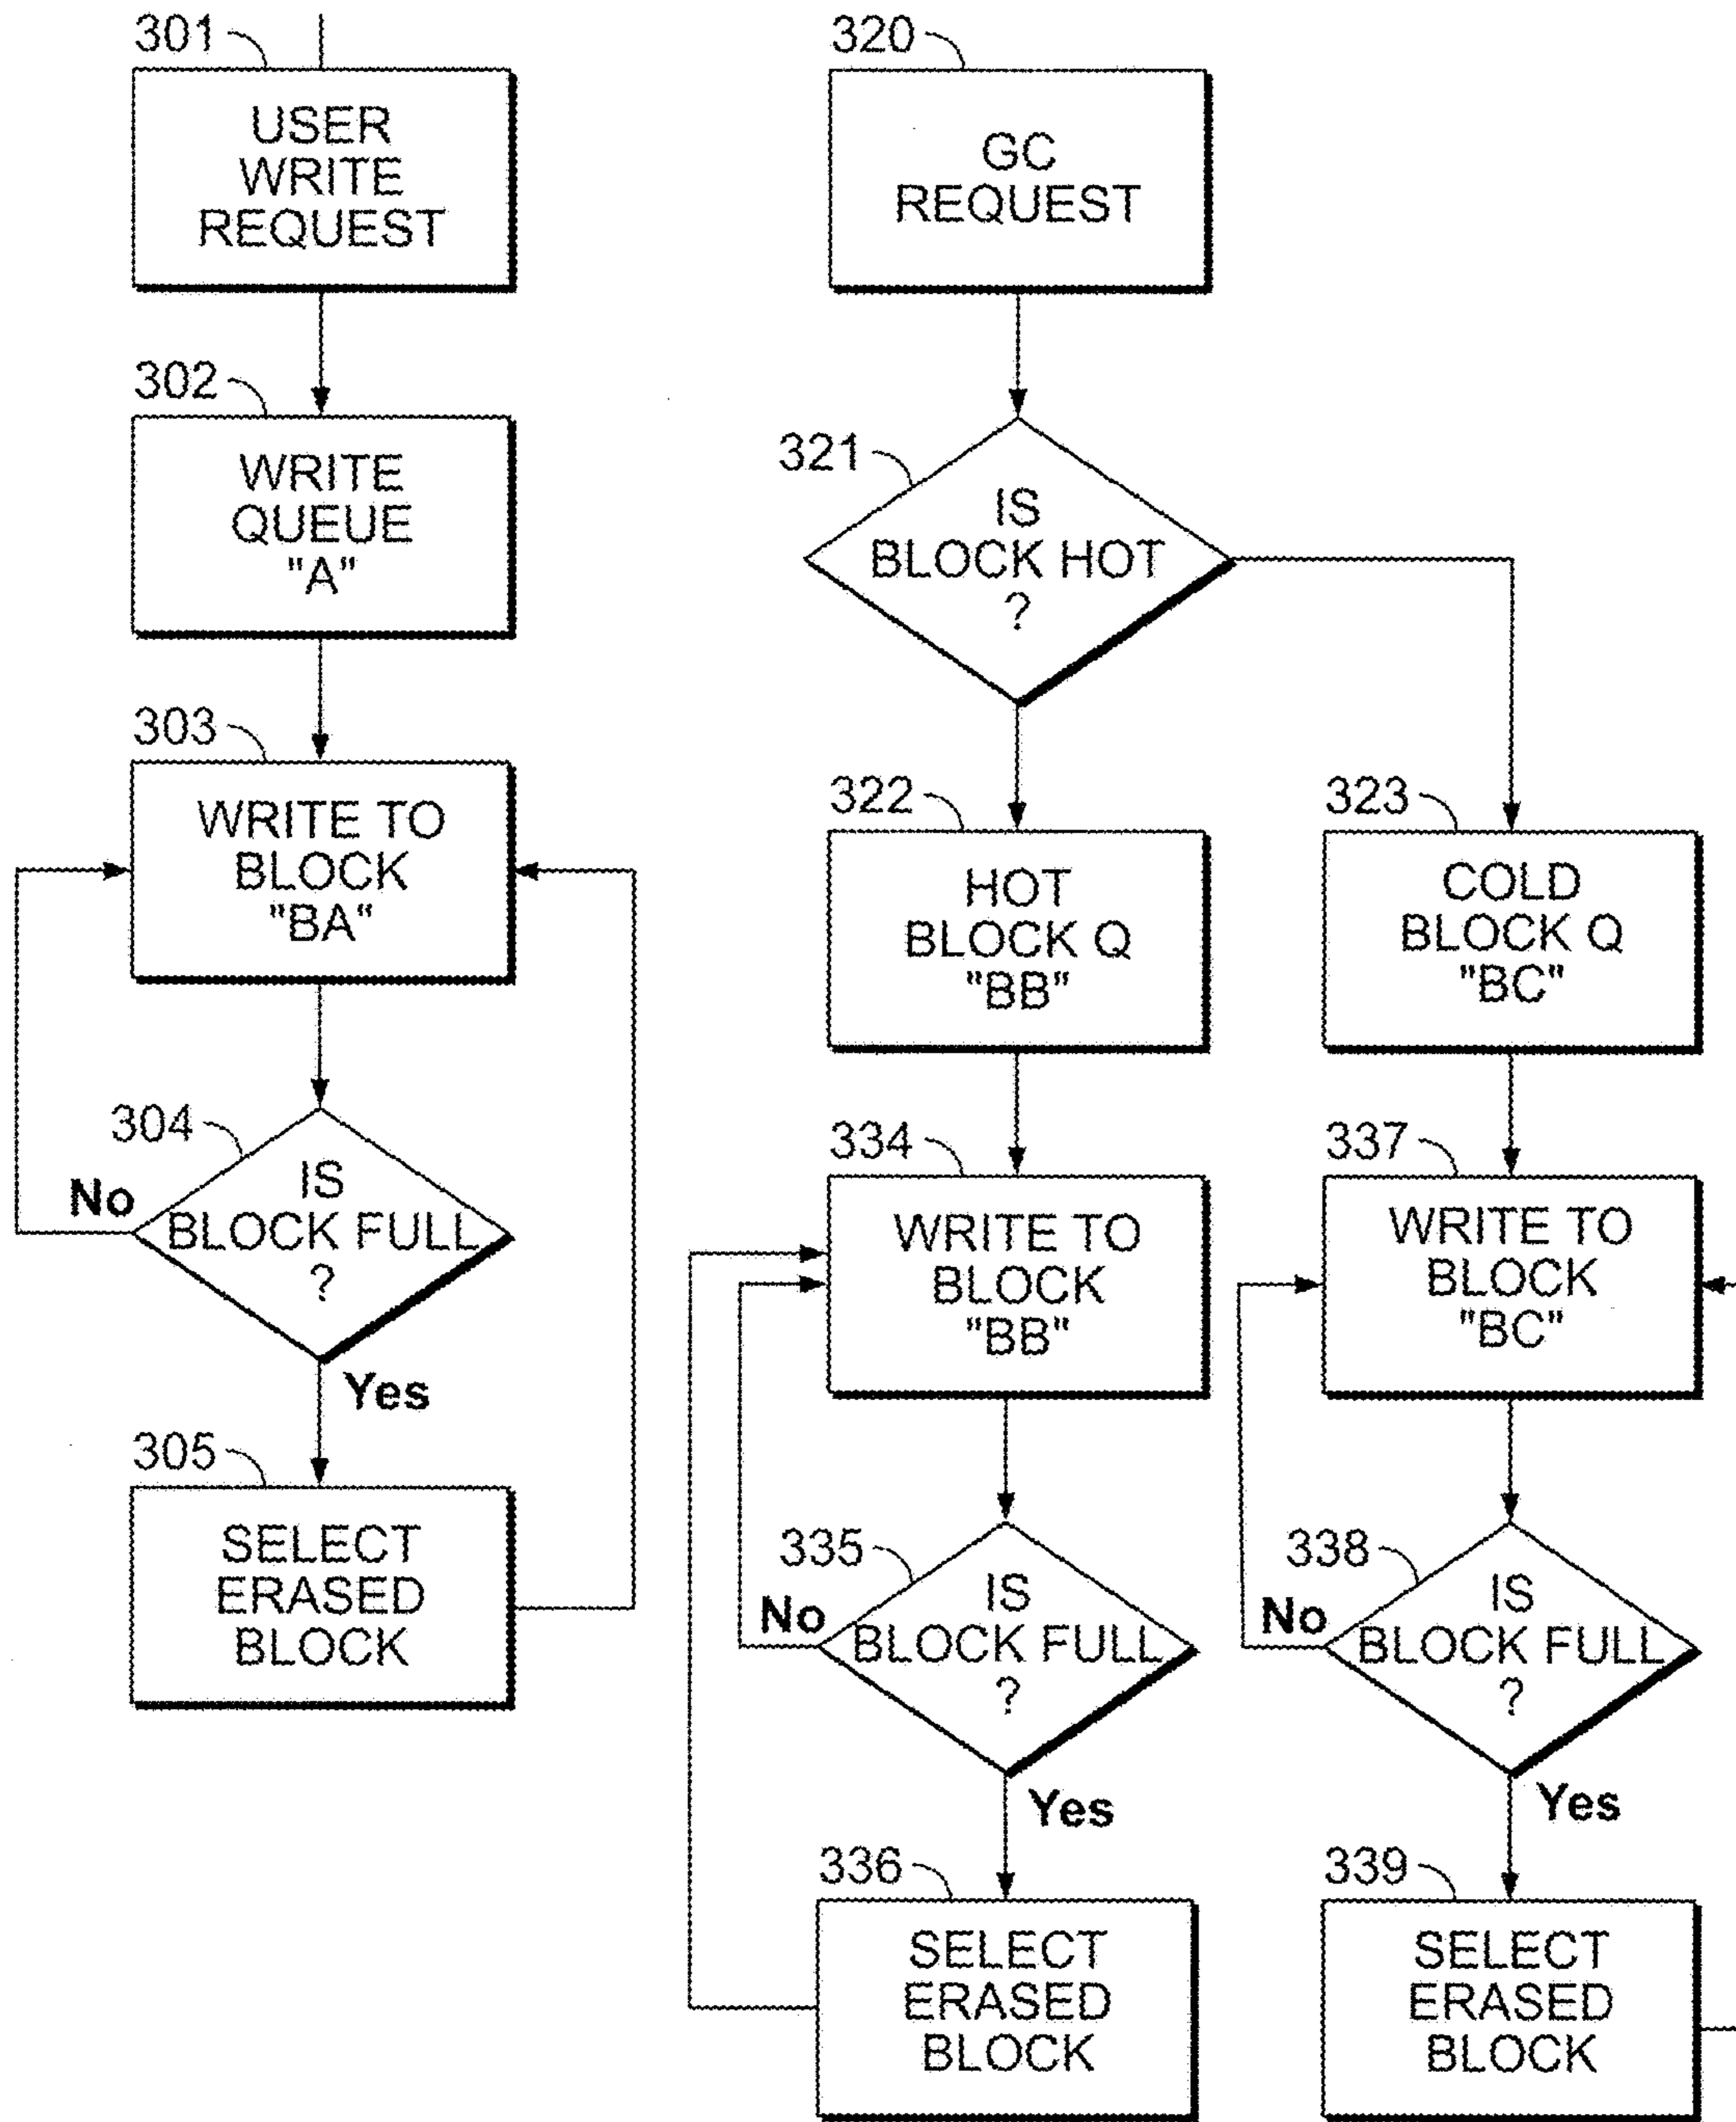 301
USER
WRITE
REQUEST
302
WRITE
QUEUE
"A"
303
WRITE TO
BLOCK
"BA"
304
IS
BLOCK FULL
?
No
Yes
305
SELECT
ERASED
BLOCK
320
GC
REQUEST
321
IS
BLOCK HOT
?
322
HOT
BLOCK Q
"BB"
334
WRITE TO
BLOCK
"BB"
335
IS
BLOCK FULL
?
No
Yes
336
SELECT
ERASED
BLOCK
323
COLD
BLOCK Q
"BC"
337
WRITE TO
BLOCK
"BC"
338
IS
BLOCK FULL
?
No
Yes
339
SELECT
ERASED
BLOCK